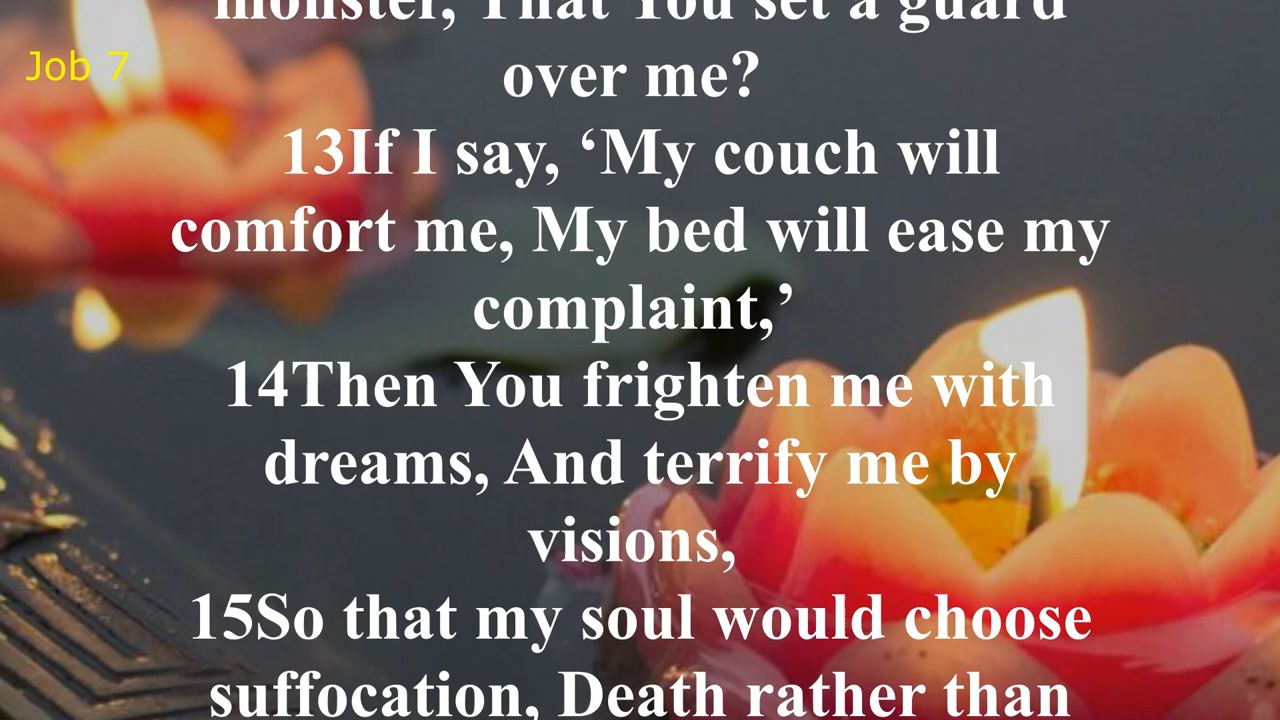 monster, That You set a guard
Job 7
over me?
13If I say, ‘My couch will
comfort me, My bed will ease my
complaint,’
14Then You frighten me with
dreams, And terrify me by
visions,
15So that my soul would choose
suffocation, Death rather than